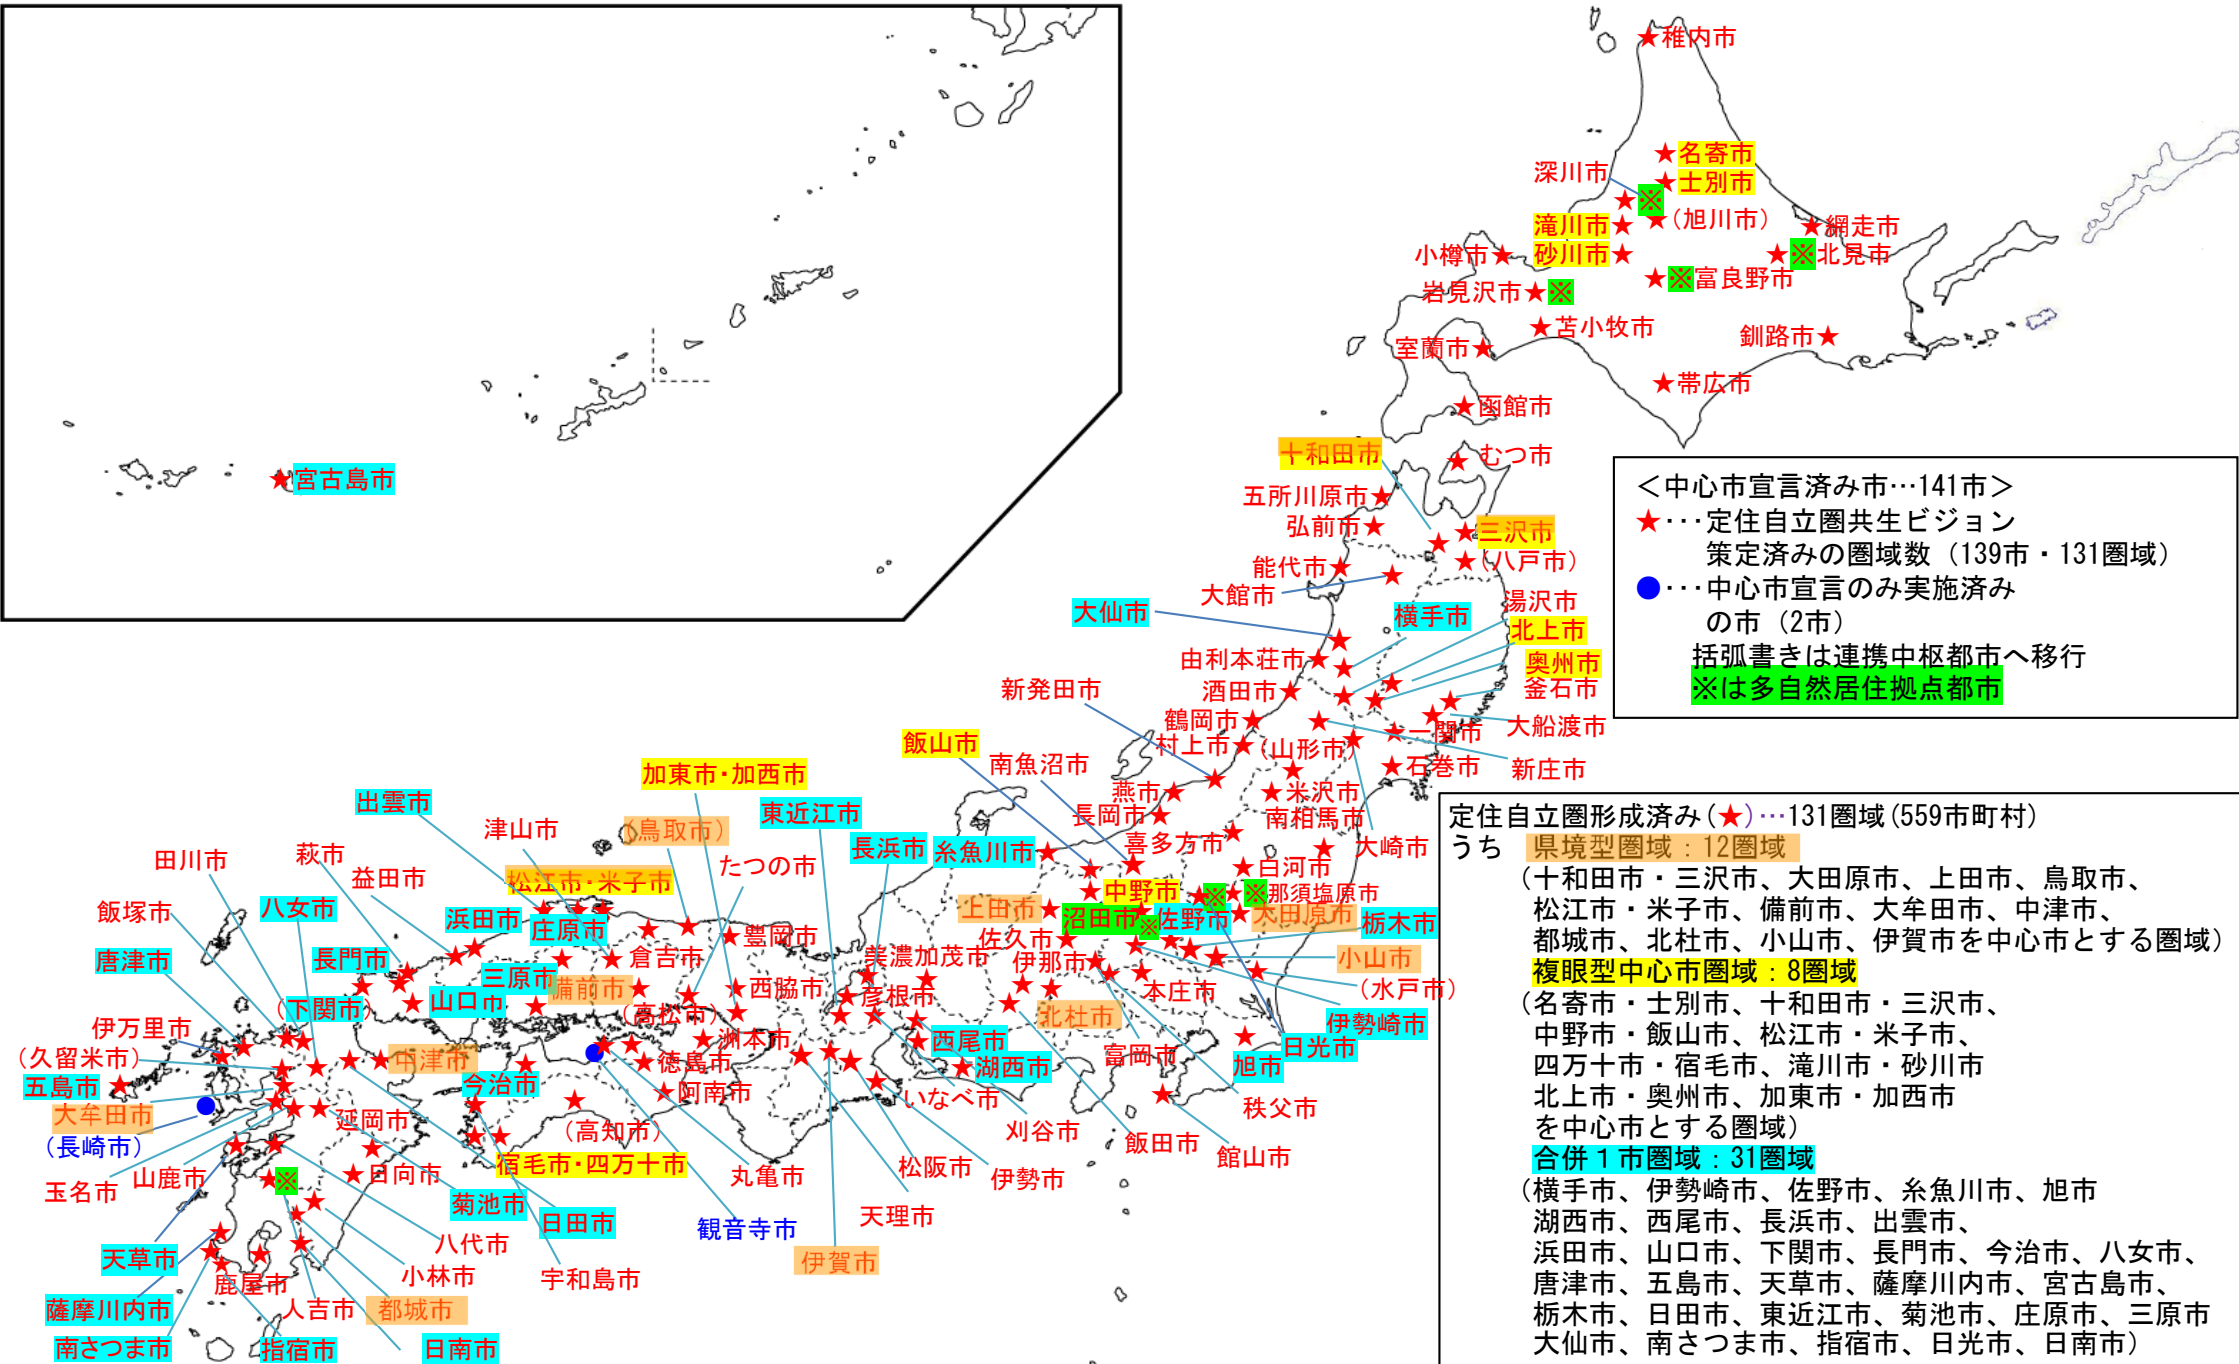 稚内市
名寄市
深川市
※
士別市
(旭川市)
滝川市
網走市
小樽市
砂川市
※北見市
※富良野市
岩見沢市
※
苫小牧市
釧路市
室蘭市
帯広市
函館市
十和田市
むつ市
宮古島市
五所川原市
弘前市
三沢市
(八戸市)
能代市
大館市
大仙市
横手市
湯沢市
北上市
由利本荘市
奥州市
新発田市
酒田市
釜石市
鶴岡市
大船渡市
飯山市
村上市
(山形市)
一関市
南魚沼市
石巻市
新庄市
燕市
米沢市
長岡市
南相馬市
喜多方市
大崎市
白河市
※
※那須塩原市
＜中心市宣言済み市…141市＞
★･･･定住自立圏共生ビジョン
策定済みの圏域数（139市・131圏域）
●･･･中心市宣言のみ実施済み
の市（2市）
括弧書きは連携中枢都市へ移行
※は多自然居住拠点都市
加東市・加西市
出雲市
津山市
(鳥取市)
東近江市
長浜市
糸魚川市
田川市
萩市
益田市
松江市・米子市
たつの市
中野市
飯塚市
八女市
浜田市
庄原市
上田市
沼田市
※
佐野市
大田原市
栃木市
唐津市
長門市
三原市
倉吉市
豊岡市
美濃加茂市
佐久市
伊那市
小山市
(下関市)
山口市
備前市
西脇市
彦根市
本庄市
(水戸市)
伊万里市
(高松市)
北杜市
伊勢崎市
(久留米市)
中津市
洲本市
西尾市
富岡市
日光市
五島市
今治市
徳島市
湖西市
旭市
大牟田市
阿南市
いなべ市
秩父市
(長崎市)
延岡市
(高知市)
刈谷市
飯田市
館山市
玉名市
山鹿市
※
日向市
宿毛市・四万十市
丸亀市
松阪市
伊勢市
菊池市
日田市
観音寺市
天理市
天草市
八代市
伊賀市
鹿屋市
小林市
宇和島市
薩摩川内市
人吉市
都城市
南さつま市
指宿市
日南市
定住自立圏形成済み(★)…131圏域(559市町村)
うち 県境型圏域：12圏域
（十和田市・三沢市、大田原市、上田市、鳥取市、
松江市・米子市、備前市、大牟田市、中津市、
都城市、北杜市、小山市、伊賀市を中心市とする圏域)
複眼型中心市圏域：8圏域
（名寄市・士別市、十和田市・三沢市、
中野市・飯山市、松江市・米子市、
四万十市・宿毛市、滝川市・砂川市
北上市・奥州市、加東市・加西市
を中心市とする圏域)
合併１市圏域：31圏域
（横手市、伊勢崎市、佐野市、糸魚川市、旭市
湖西市、西尾市、長浜市、出雲市、
浜田市、山口市、下関市、長門市、今治市、八女市、
唐津市、五島市、天草市、薩摩川内市、宮古島市、
栃木市、日田市、東近江市、菊池市、庄原市、三原市
大仙市、南さつま市、指宿市、日光市、日南市）